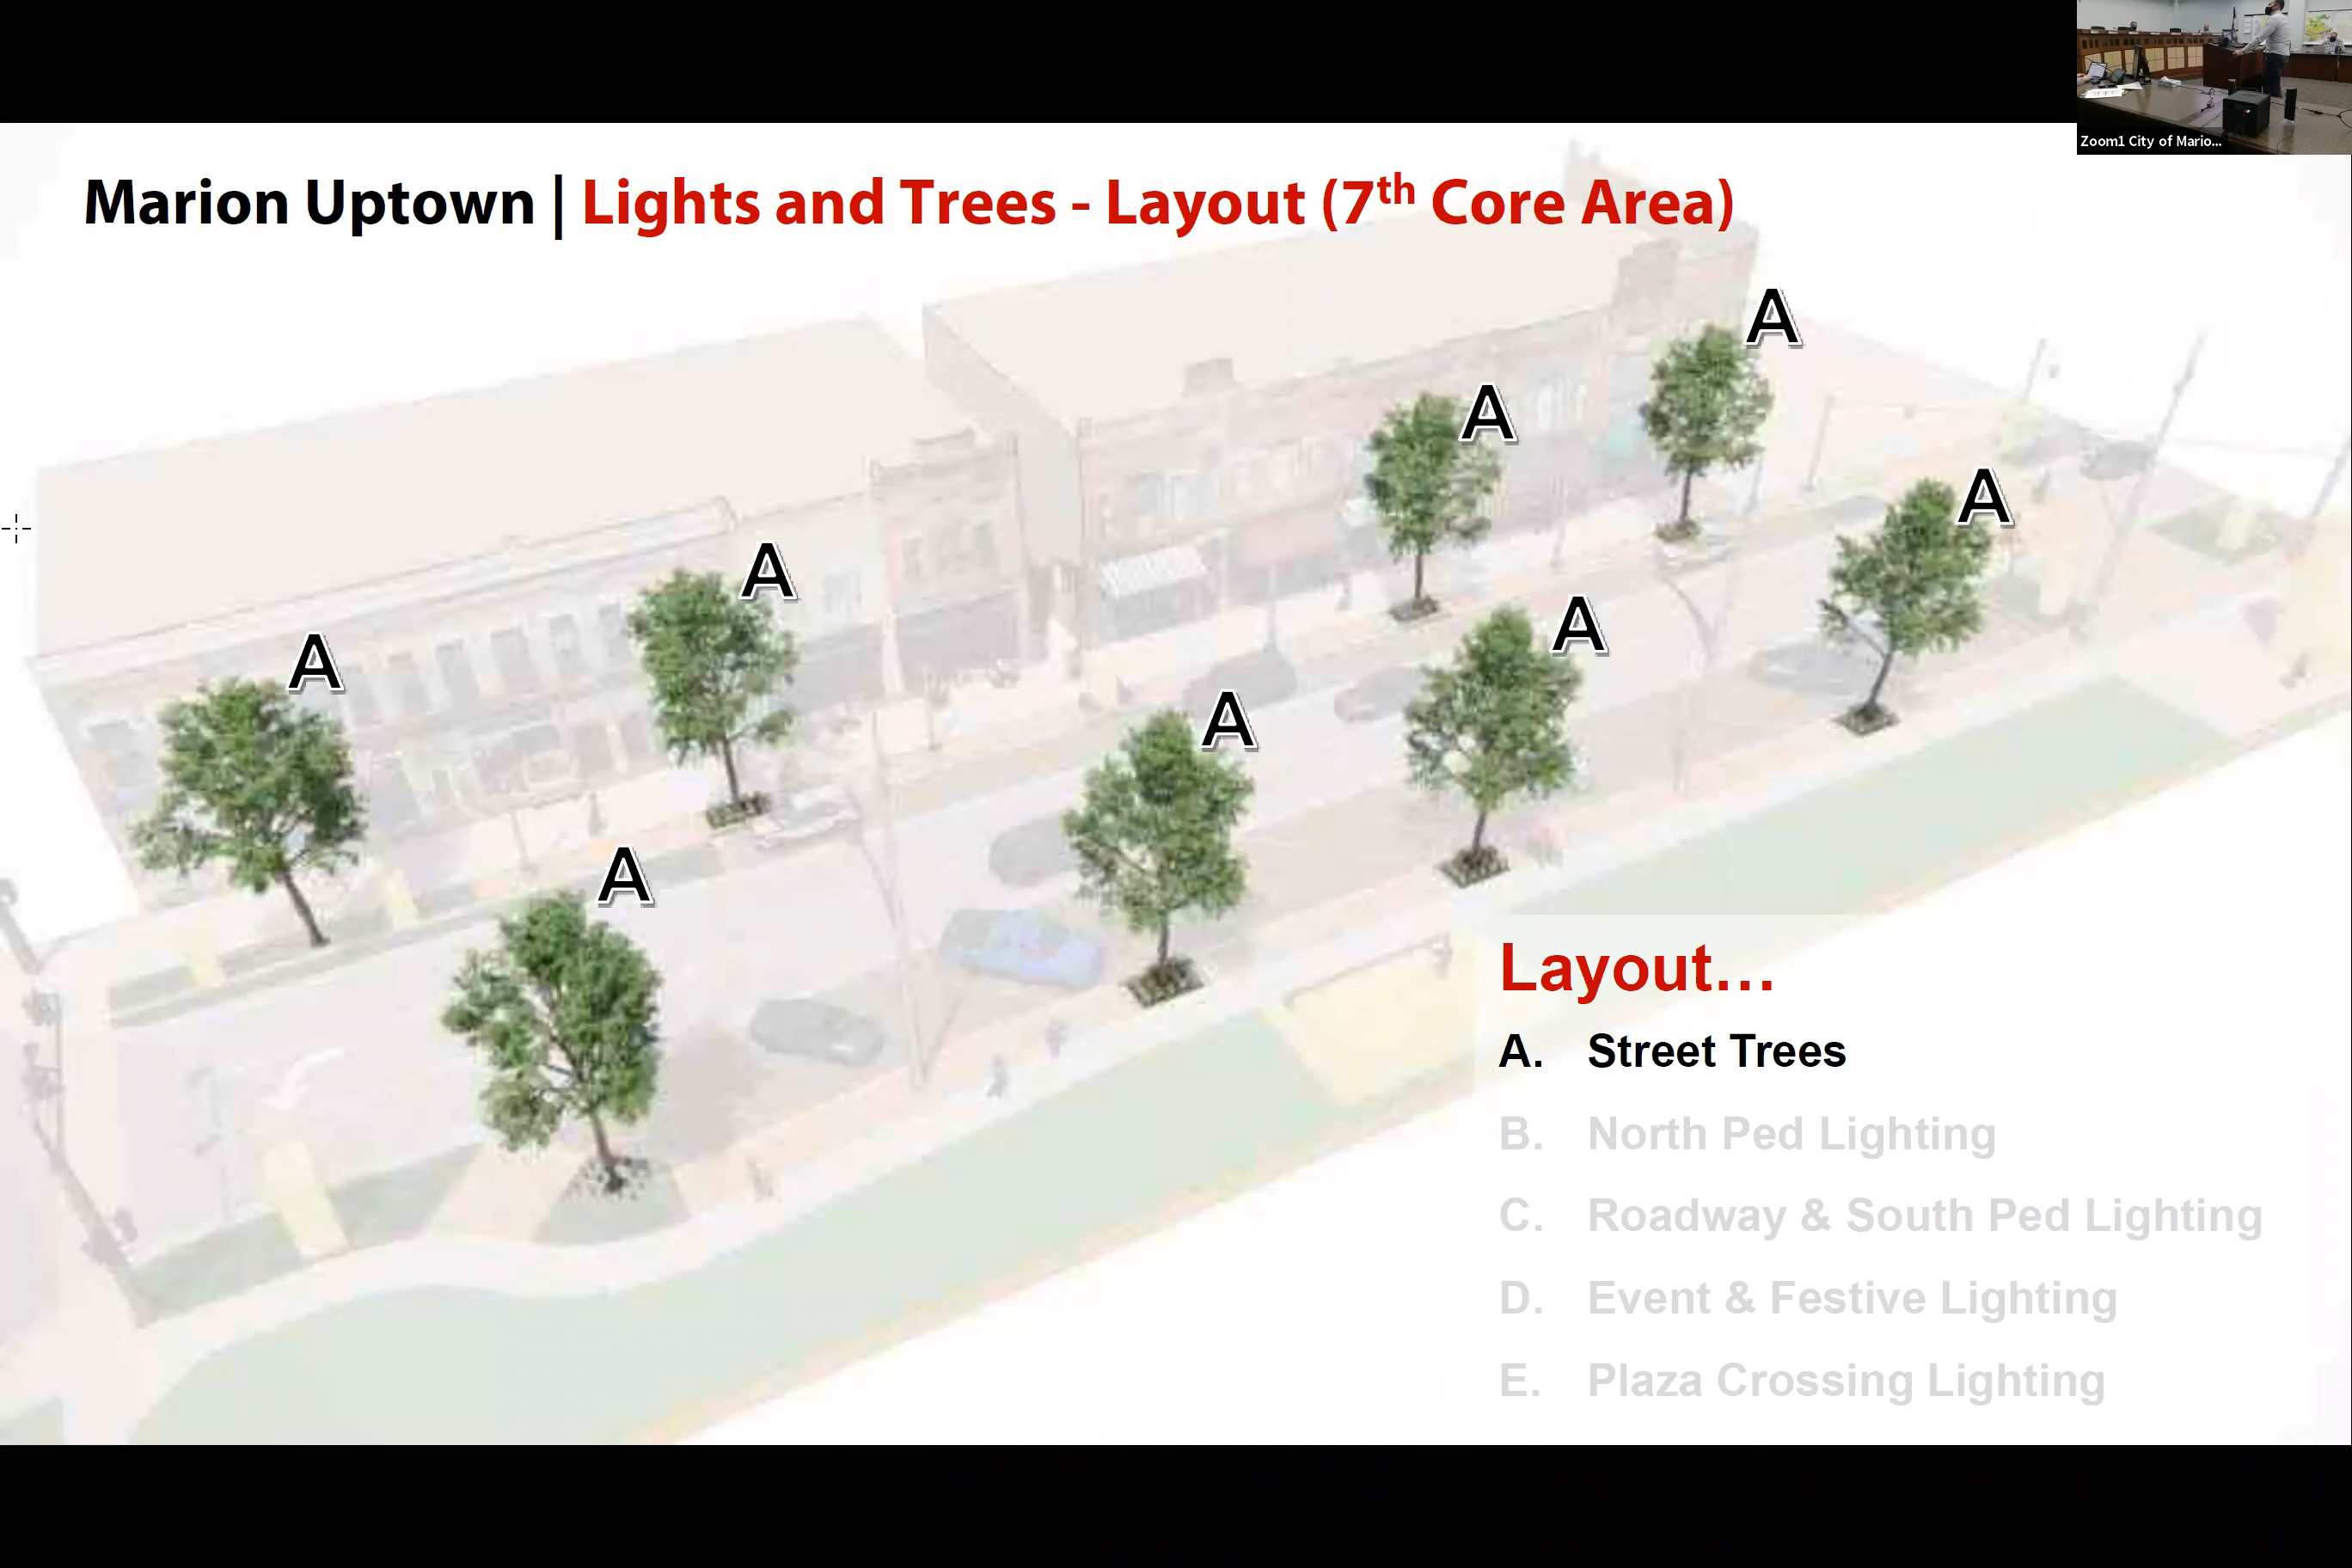 Zoom1 City of Mario...
Marion Uptown | Lights and Trees - Layout (7th Core Area)
A
A
A
A
A
A
A
A
A
Layout...
A. Street Trees
B. North Ped Lighting
C. Roadway & South Ped Lighting
D. Event & Festive Lighting
E. Plaza Crossing Lighting